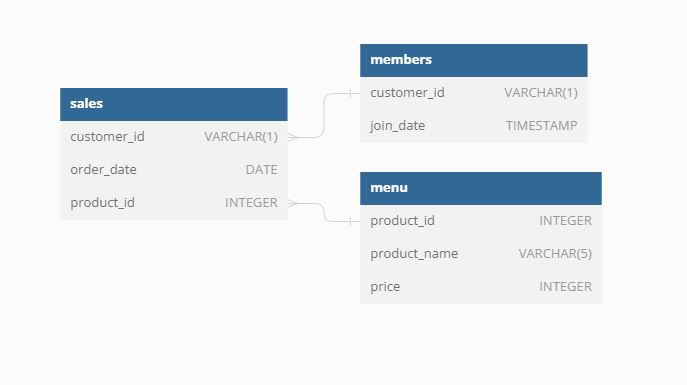 sales
customer_id VARCHAR(1)
order_date DATE
product_id INTEGER
members
customer_id VARCHAR(1)
join_date TIMESTAMP
menu
product_id INTEGER
product_name VARCHAR(5)
price INTEGER